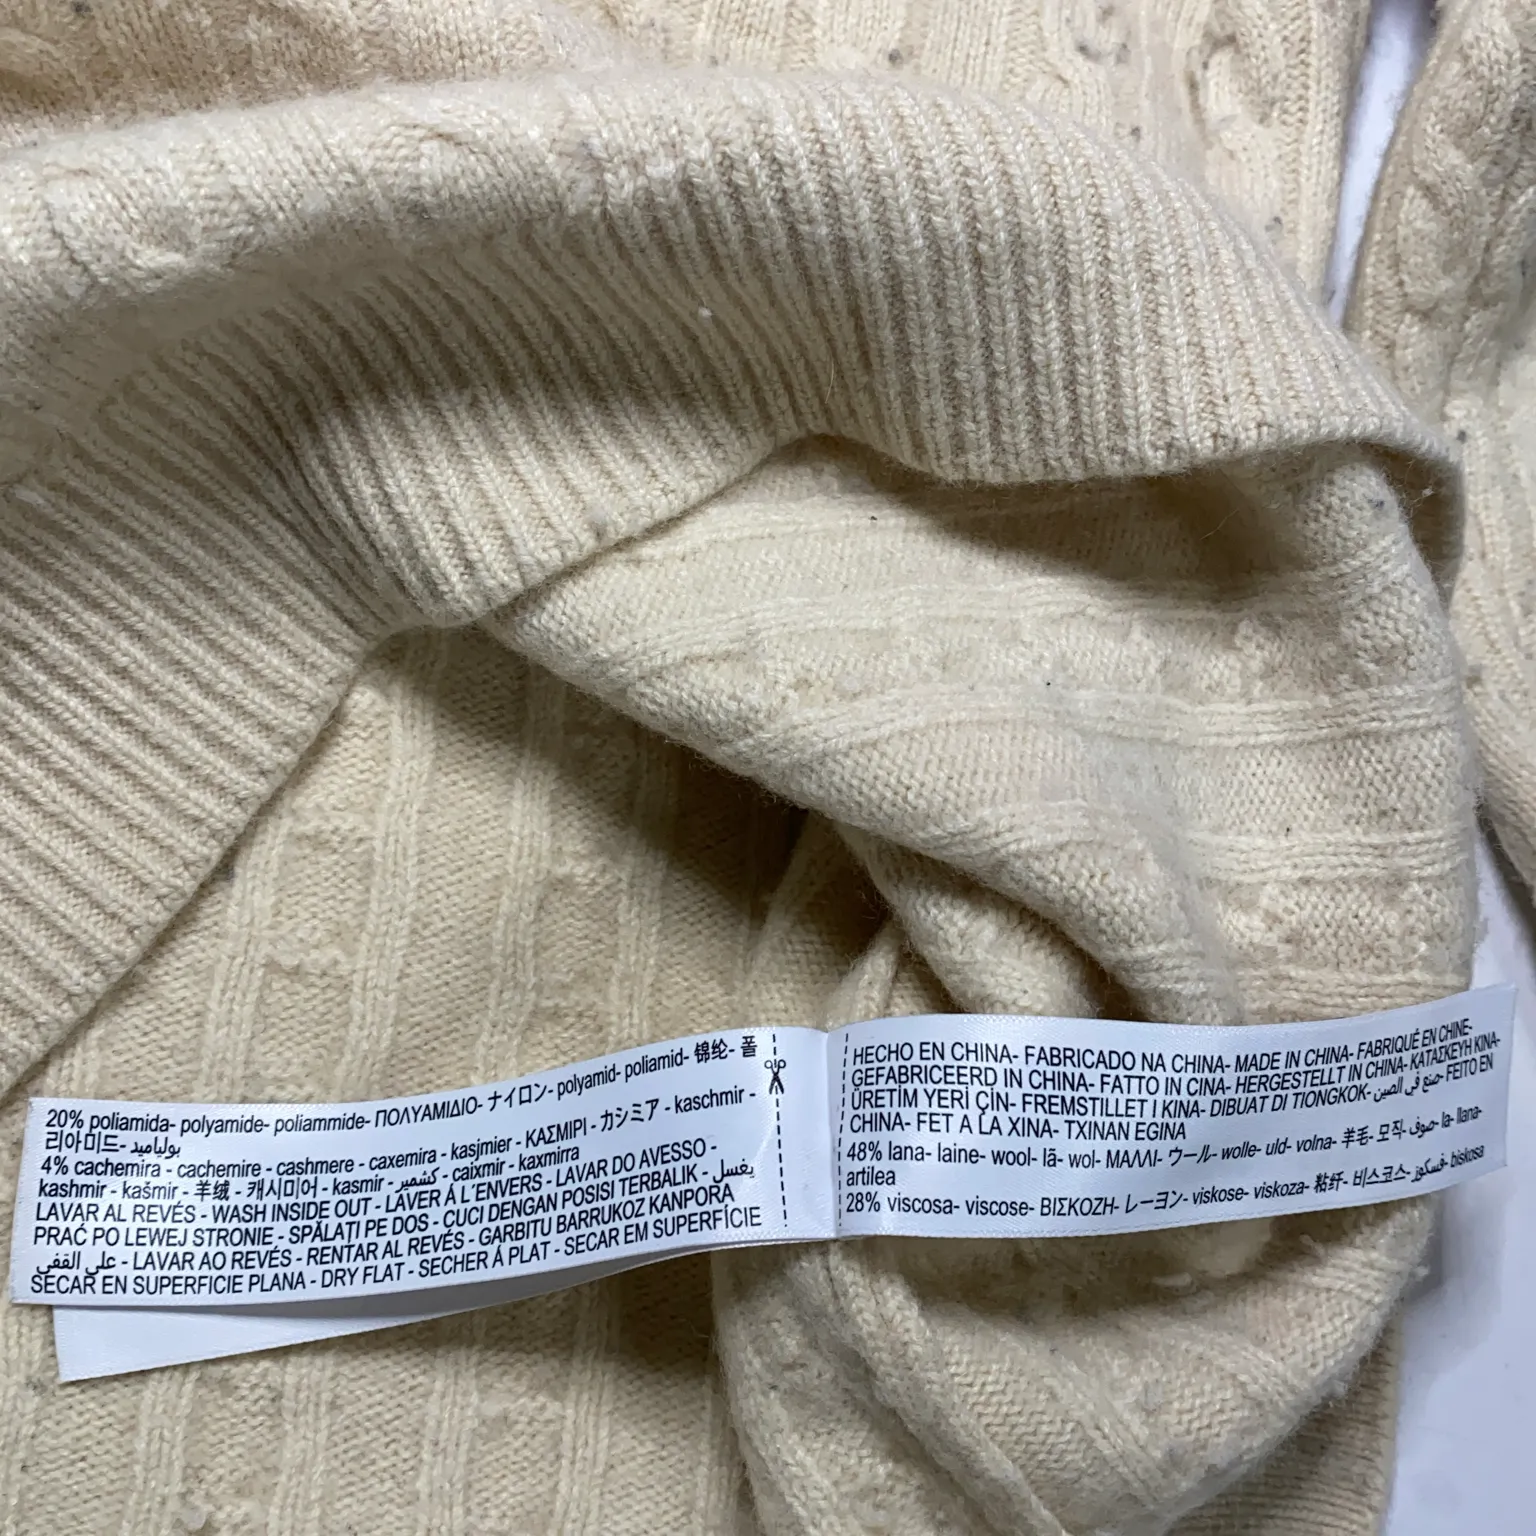 20% poliamida- polyamide- poliammide- ΠΟΛΥΑΜΙΔΙΟ- ナイロン- polyamid- poliamid- 锦纶- 폴
리아미드- بولياميد
4% cachemira - cachemire - cashmere - caxemira - kasjmier - ΚΑΣΜΙΡΙ - カシミア - kaschmir -
kashmir - kašmir - 羊绒 - 캐시미어 - kasmir - كشمير - caixmir - kaxmirra
LAVAR AL REVÉS - WASH INSIDE OUT - LAVER Á L´ENVERS - LAVAR DO AVESSO -
PRAĆ PO LEWEJ STRONIE - SPĂLAȚI PE DOS - CUCI DENGAN POSISI TERBALIK - يغسل
على القفى - LAVAR AO REVÉS - RENTAR AL REVÉS - GARBITU BARRUKOZ KANPORA
SECAR EN SUPERFICIE PLANA - DRY FLAT - SECHER Á PLAT - SECAR EM SUPERFÍCIE
HECHO EN CHINA- FABRICADO NA CHINA- MADE IN CHINA- FABRIQUÉ EN CHINE-
GEFABRICEERD IN CHINA- FATTO IN CINA- HERGESTELLT IN CHINA- ΚΑΤΑΣΚΕΥΗ ΚΙΝΑ-
ÜRETİM YERİ ÇİN- FREMSTILLET I KINA- DIBUAT DI TIONGKOK- صنع في الصين- FEITO EN
CHINA- FET A LA XINA- TXINAN EGINA
48% lana- laine- wool- lã- wol- ΜΑΛΛΙ- ウール- wolle- uld- volna- 羊毛- 모직- صوف- la- llana-
artilea
28% viscosa- viscose- ΒΙΣΚΟΖΗ- レーヨン- viskose- viskoza- 粘纤- 비스코스- فسكوز- biskosa